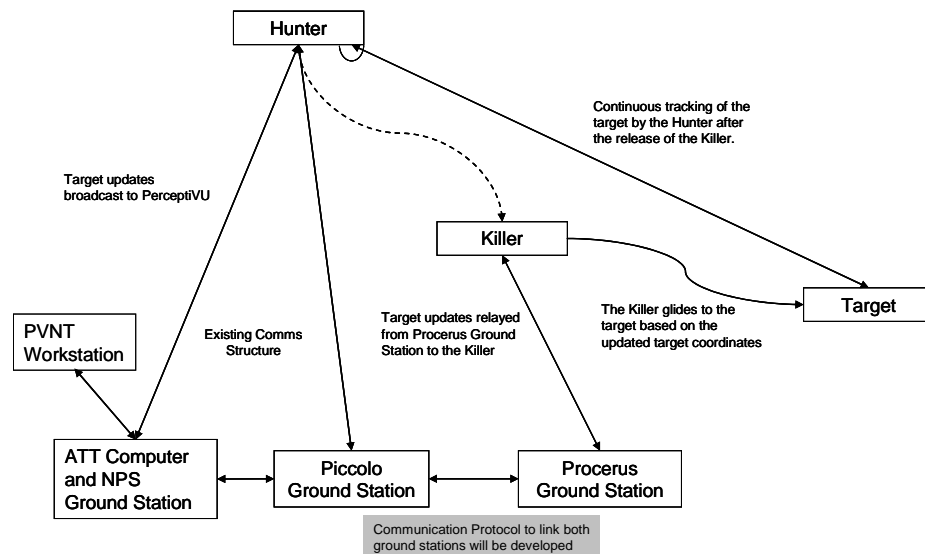 Hunter
Continuous tracking of the
target by the Hunter after
the release of the Killer.
Target updates
broadcast to PerceptiVU
Killer
Target
The Killer glides to the
target based on the
updated target coordinates
Target updates relayed
from Procerus Ground
Station to the Killer
Existing Comms
Structure
PVNT
Workstation
ATT Computer
and NPS
Ground Station
Piccolo
Ground Station
Procerus
Ground Station
Communication Protocol to link both
ground stations will be developed